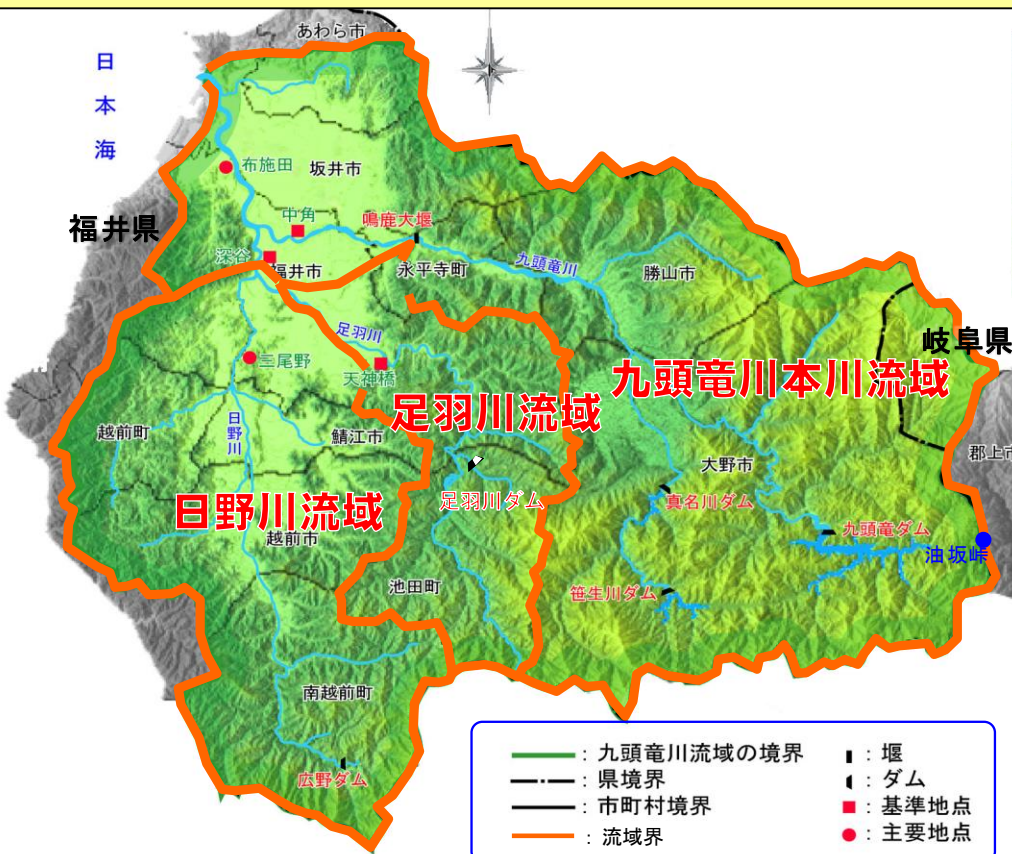 あわら市
日本海
布施田
坂井市
福井県
中角
鳴鹿大堰
深谷
福井市
永平寺町
九頭竜川
勝山市
足羽川
岐阜県
三尾野
天神橋
九頭竜川本川流域
足羽川流域
越前町
日野川
鯖江市
大野市
郡上市
日野川流域
足羽川ダム
真名川ダム
越前市
九頭竜ダム
油坂峠
池田町
笹生川ダム
南越前町
広野ダム
：九頭竜川流域の境界
：県境界
：市町村境界
：流域界
：堰
：ダム
：基準地点
：主要地点